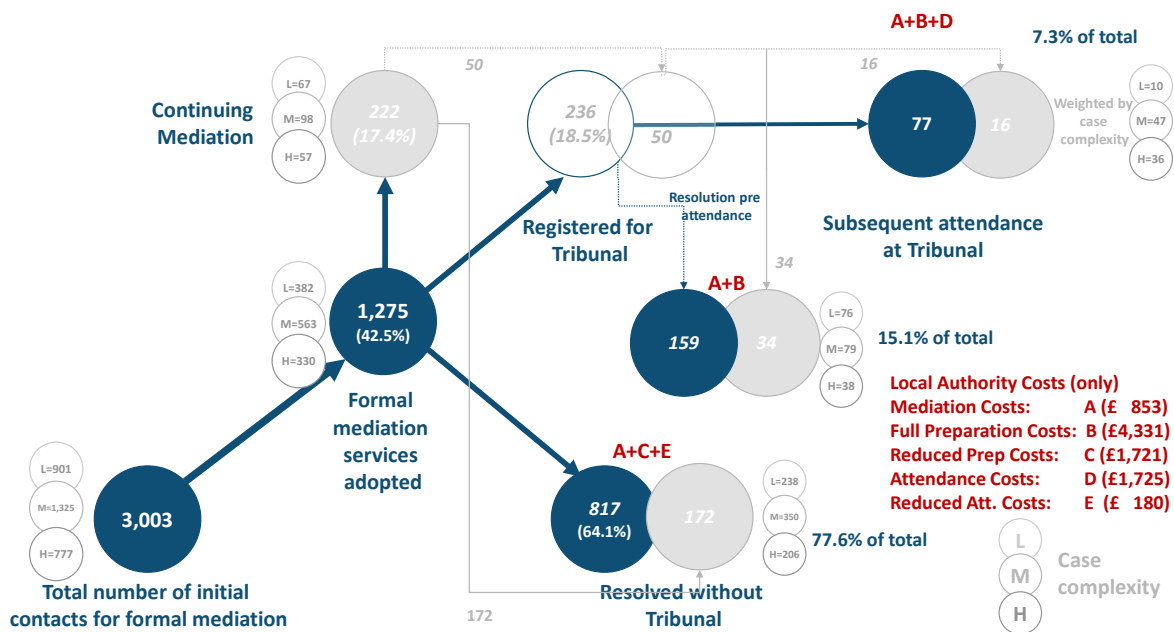 A+B+D
7.3% of total
50
16
L=67
M=98
H=57
Continuing
Mediation
222
(17.4%)
236
(18.5%)
50
77
16
Weighted by
case
complexity
L=10
M=47
H=36
Resolution pre
attendance
Registered for
Tribunal
Subsequent attendance
at Tribunal
34
L=382
M=563
H=330
1,275
(42.5%)
A+B
159
34
L=76
M=79
H=38
15.1% of total
Formal
mediation
services
adopted
Local Authority Costs (only)
Mediation Costs: A (£ 853)
Full Preparation Costs: B (£4,331)
Reduced Prep Costs: C (£1,721)
Attendance Costs: D (£1,725)
Reduced Att. Costs: E (£ 180)
A+C+E
L=901
M=1,325
H=777
3,003
817
(64.1%)
172
L=238
M=350
H=206
77.6% of total
L
M
H
Case
complexity
Total number of initial
contacts for formal mediation
172
Resolved without
Tribunal